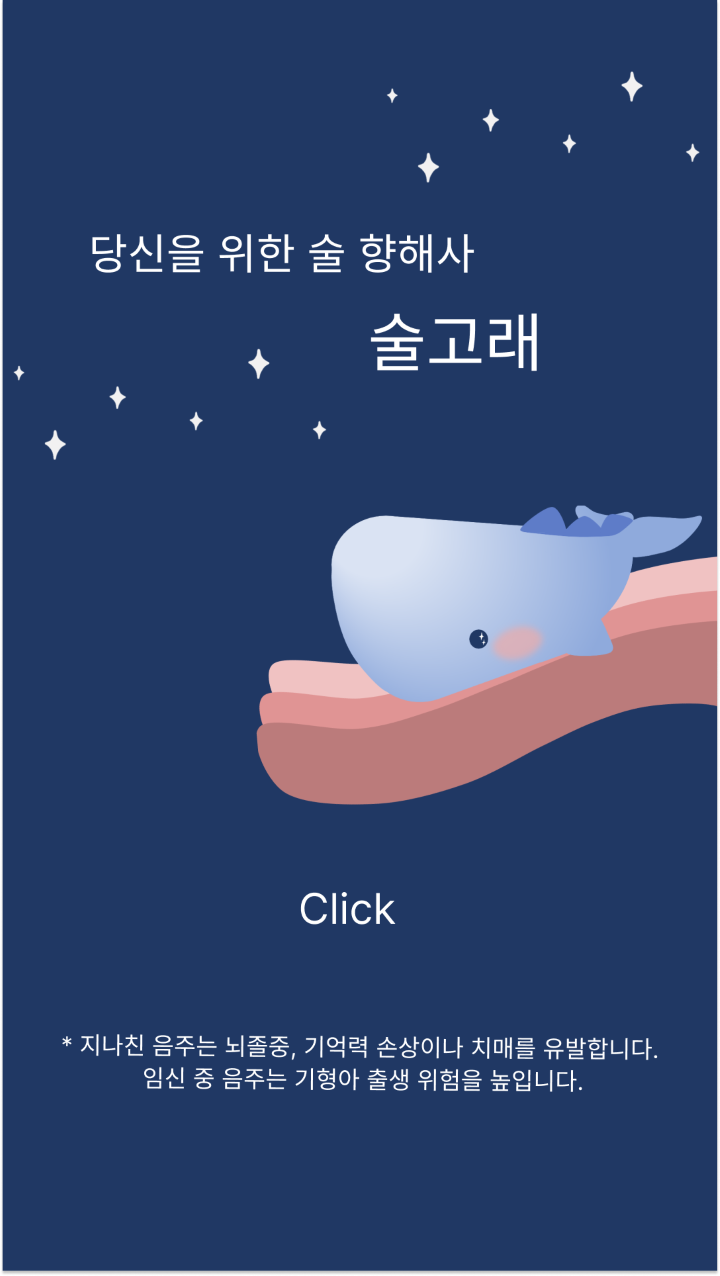 당신을 위한 술 향해사
술고래
Click
* 지나친 음주는 뇌졸중, 기억력 손상이나 치매를 유발합니다.
임신 중 음주는 기형아 출생 위험을 높입니다.